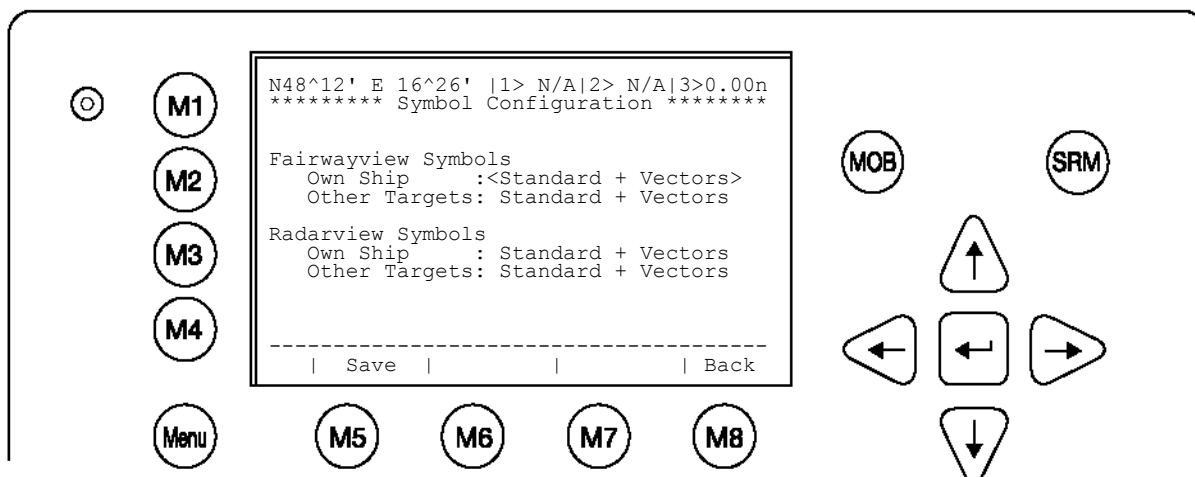 N48^12' E 16^26' |1> N/A|2> N/A|3>0.00n
********* Symbol Configuration ********
Fairwayview Symbols
Own Ship :<Standard + Vectors>
Other Targets: Standard + Vectors
Radarview Symbols
Own Ship : Standard + Vectors
Other Targets: Standard + Vectors
---------------------------------------
| Save | | | Back
M1
M2
M3
M4
Menu
M5
M6
M7
M8
MOB
SRM